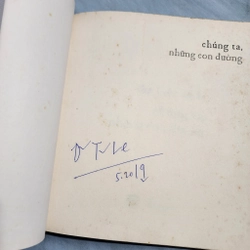 chúng ta,
những con đường
5.2019